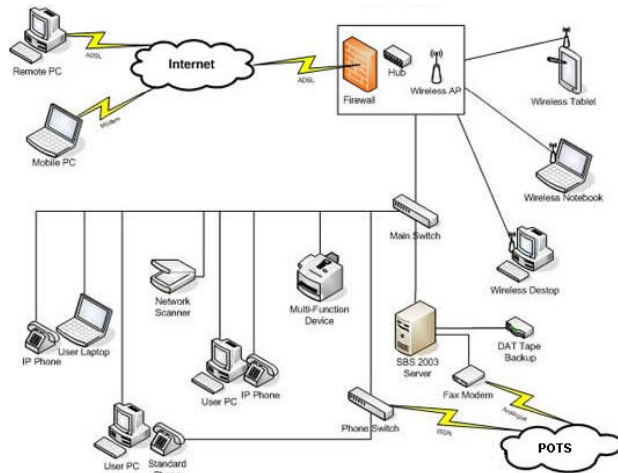 Remote PC
ADSL
Internet
ADSL
Firewall
Hub
Wireless AP
Wireless Tablet
Modem
Mobile PC
Wireless Notebook
Main Switch
Wireless Destop
Network
Scanner
Multi-Function
Device
IP Phone
User Laptop
SBS 2003
Server
DAT Tape
Backup
User PC
IP Phone
Fax Modem
Phone Switch
ISDN
Analogue
POTS
User PC
Standard